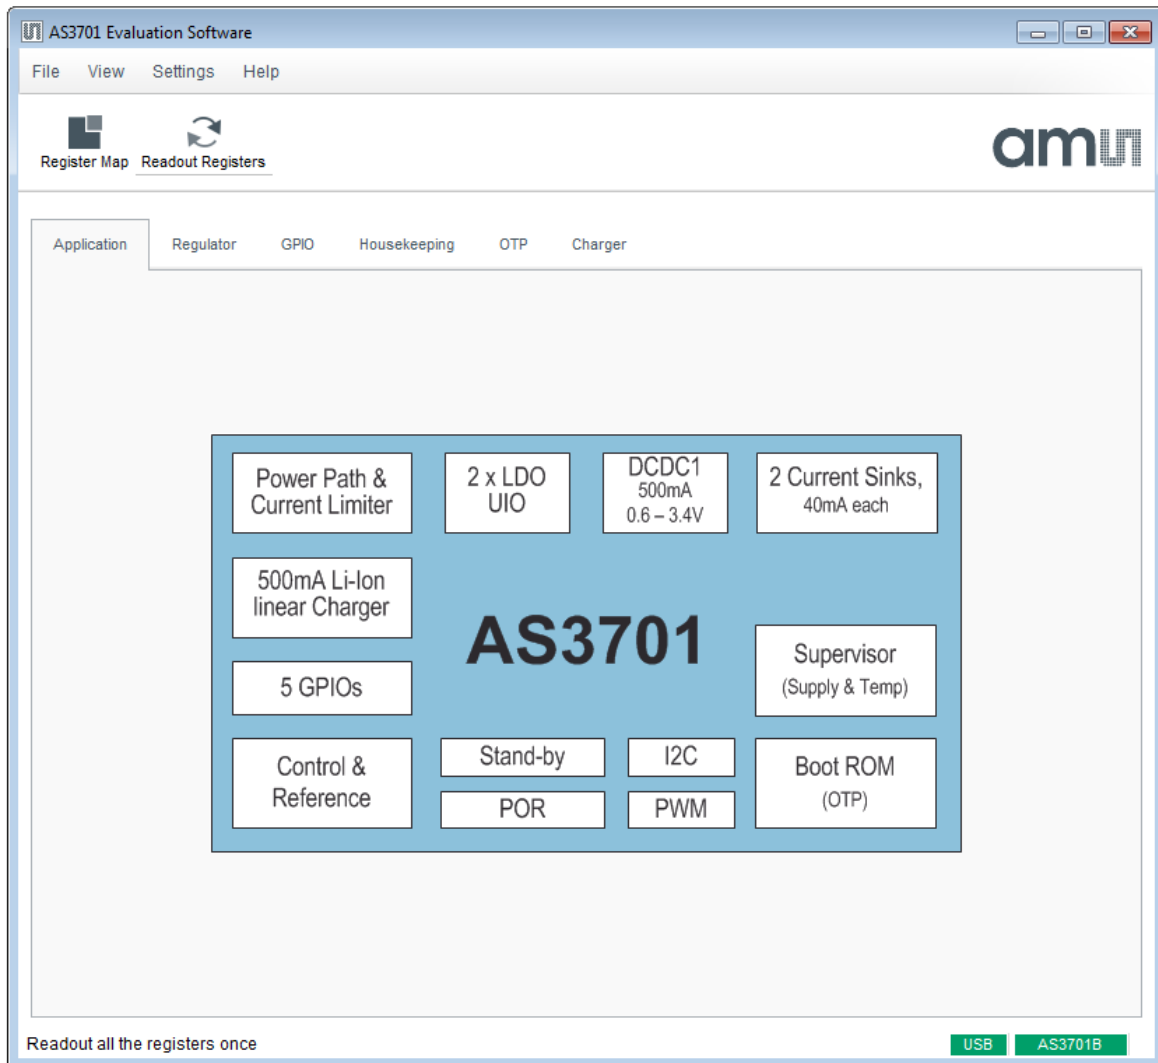 AS3701 Evaluation Software
File View Settings Help
Register Map Readout Registers
amu
Application Regulator GPIO Housekeeping OTP Charger
Power Path &
Current Limiter
2 x LDO
UIO
DCDC1
500mA
0.6 – 3.4V
2 Current Sinks,
40mA each
500mA Li-Ion
linear Charger
AS3701
5 GPIOs
Supervisor
(Supply & Temp)
Control &
Reference
Stand-by
I2C
POR
PWM
Boot ROM
(OTP)
Readout all the registers once
USB AS3701B